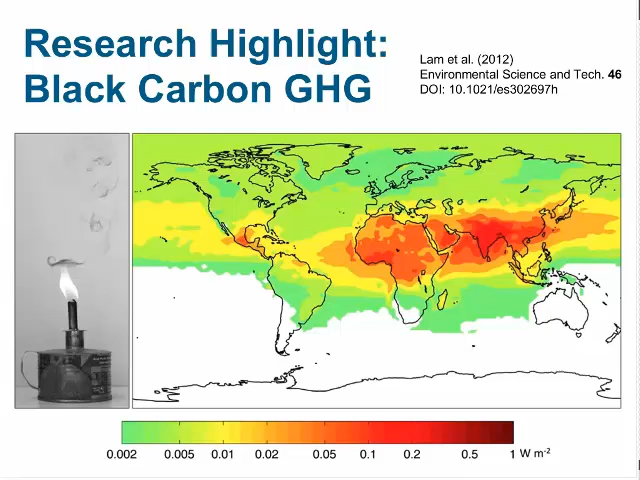 Research Highlight:
Black Carbon GHG
Lam et al. (2012)
Environmental Science and Tech. 46
DOI: 10.1021/es302697h
0.002 0.005 0.01 0.02 0.05 0.1 0.2 0.5 1 W m-2